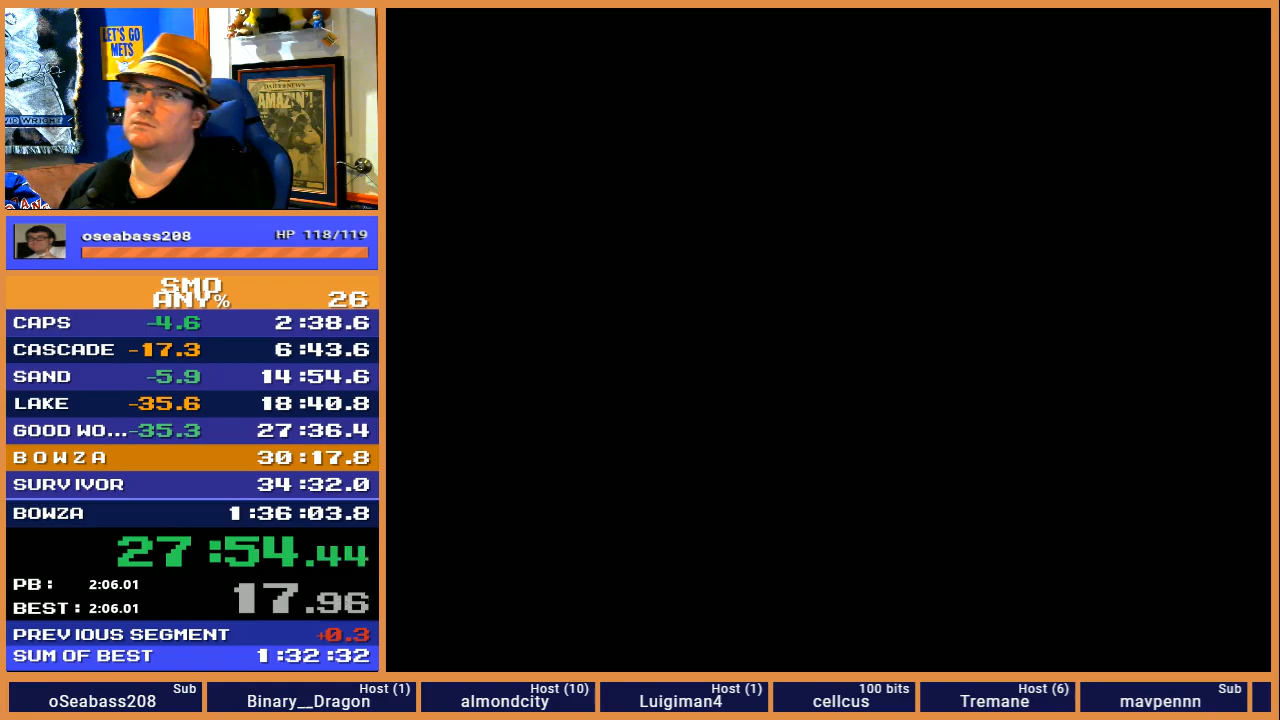 LET'S GO
METS
DAILY NEWS
AMAZIN'!
oseabass208 HP 118/119
SMO
ANY% 26
CAPS -4.6 2:38.6
CASCADE -17.3 6:43.6
SAND -5.9 14:54.6
LAKE -35.6 18:40.8
GOOD WO...-35.3 27:36.4
BOWZA 30:17.8
SURVIVOR 34:32.0
BOWZA 1:36:03.8
27:54.44
PB: 2:06.01
17.96
BEST: 2:06.01
PREVIOUS SEGMENT +0.3
SUM OF BEST 1:32:32
Sub
oSeabass208
Host (1)
Binary__Dragon
Host (10)
almondcity
Host (1)
Luigiman4
100 bits
cellcus
Host (6)
Tremane
Sub
mavpennn